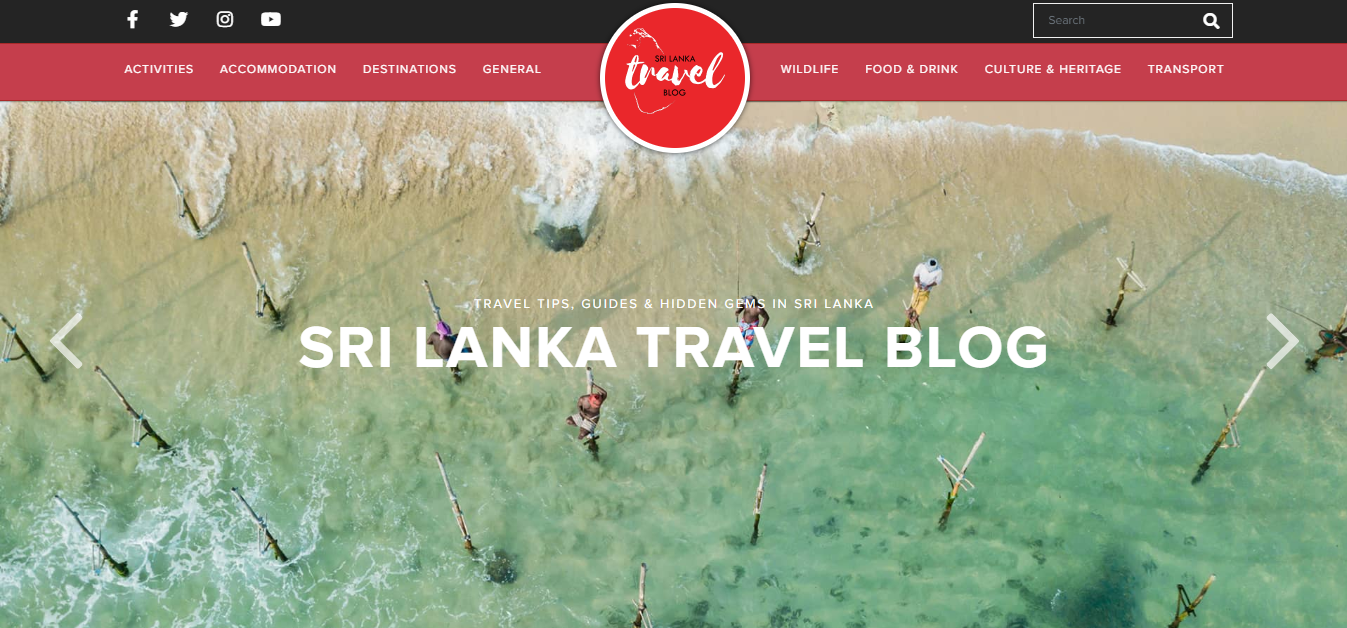 Search
ACTIVITIES ACCOMMODATION DESTINATIONS GENERAL
SRI LANKA
travel
BLOG
WILDLIFE FOOD & DRINK CULTURE & HERITAGE TRANSPORT
TRAVEL TIPS, GUIDES & HIDDEN GEMS IN SRI LANKA
SRI LANKA TRAVEL BLOG